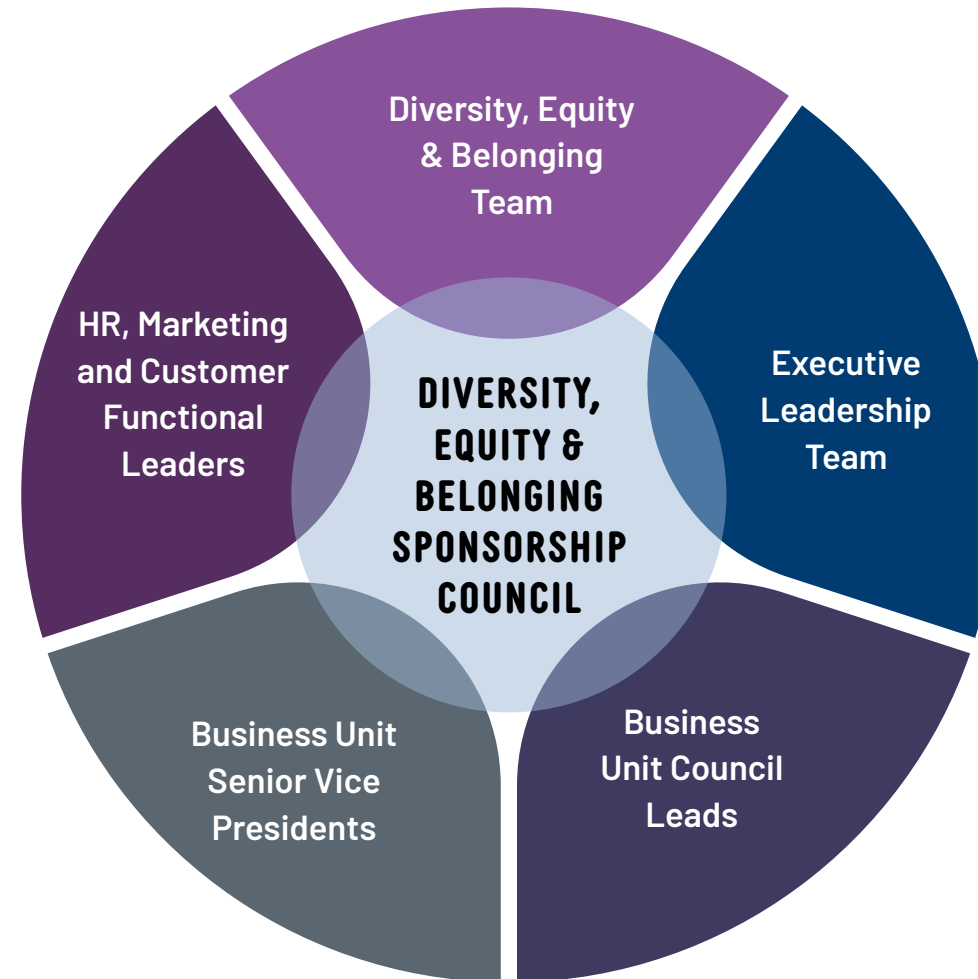 Diversity, Equity
& Belonging
Team
HR, Marketing
and Customer
Functional
Leaders
DIVERSITY,
EQUITY &
BELONGING
SPONSORSHIP
COUNCIL
Executive
Leadership
Team
Business Unit
Senior Vice
Presidents
Business
Unit Council
Leads